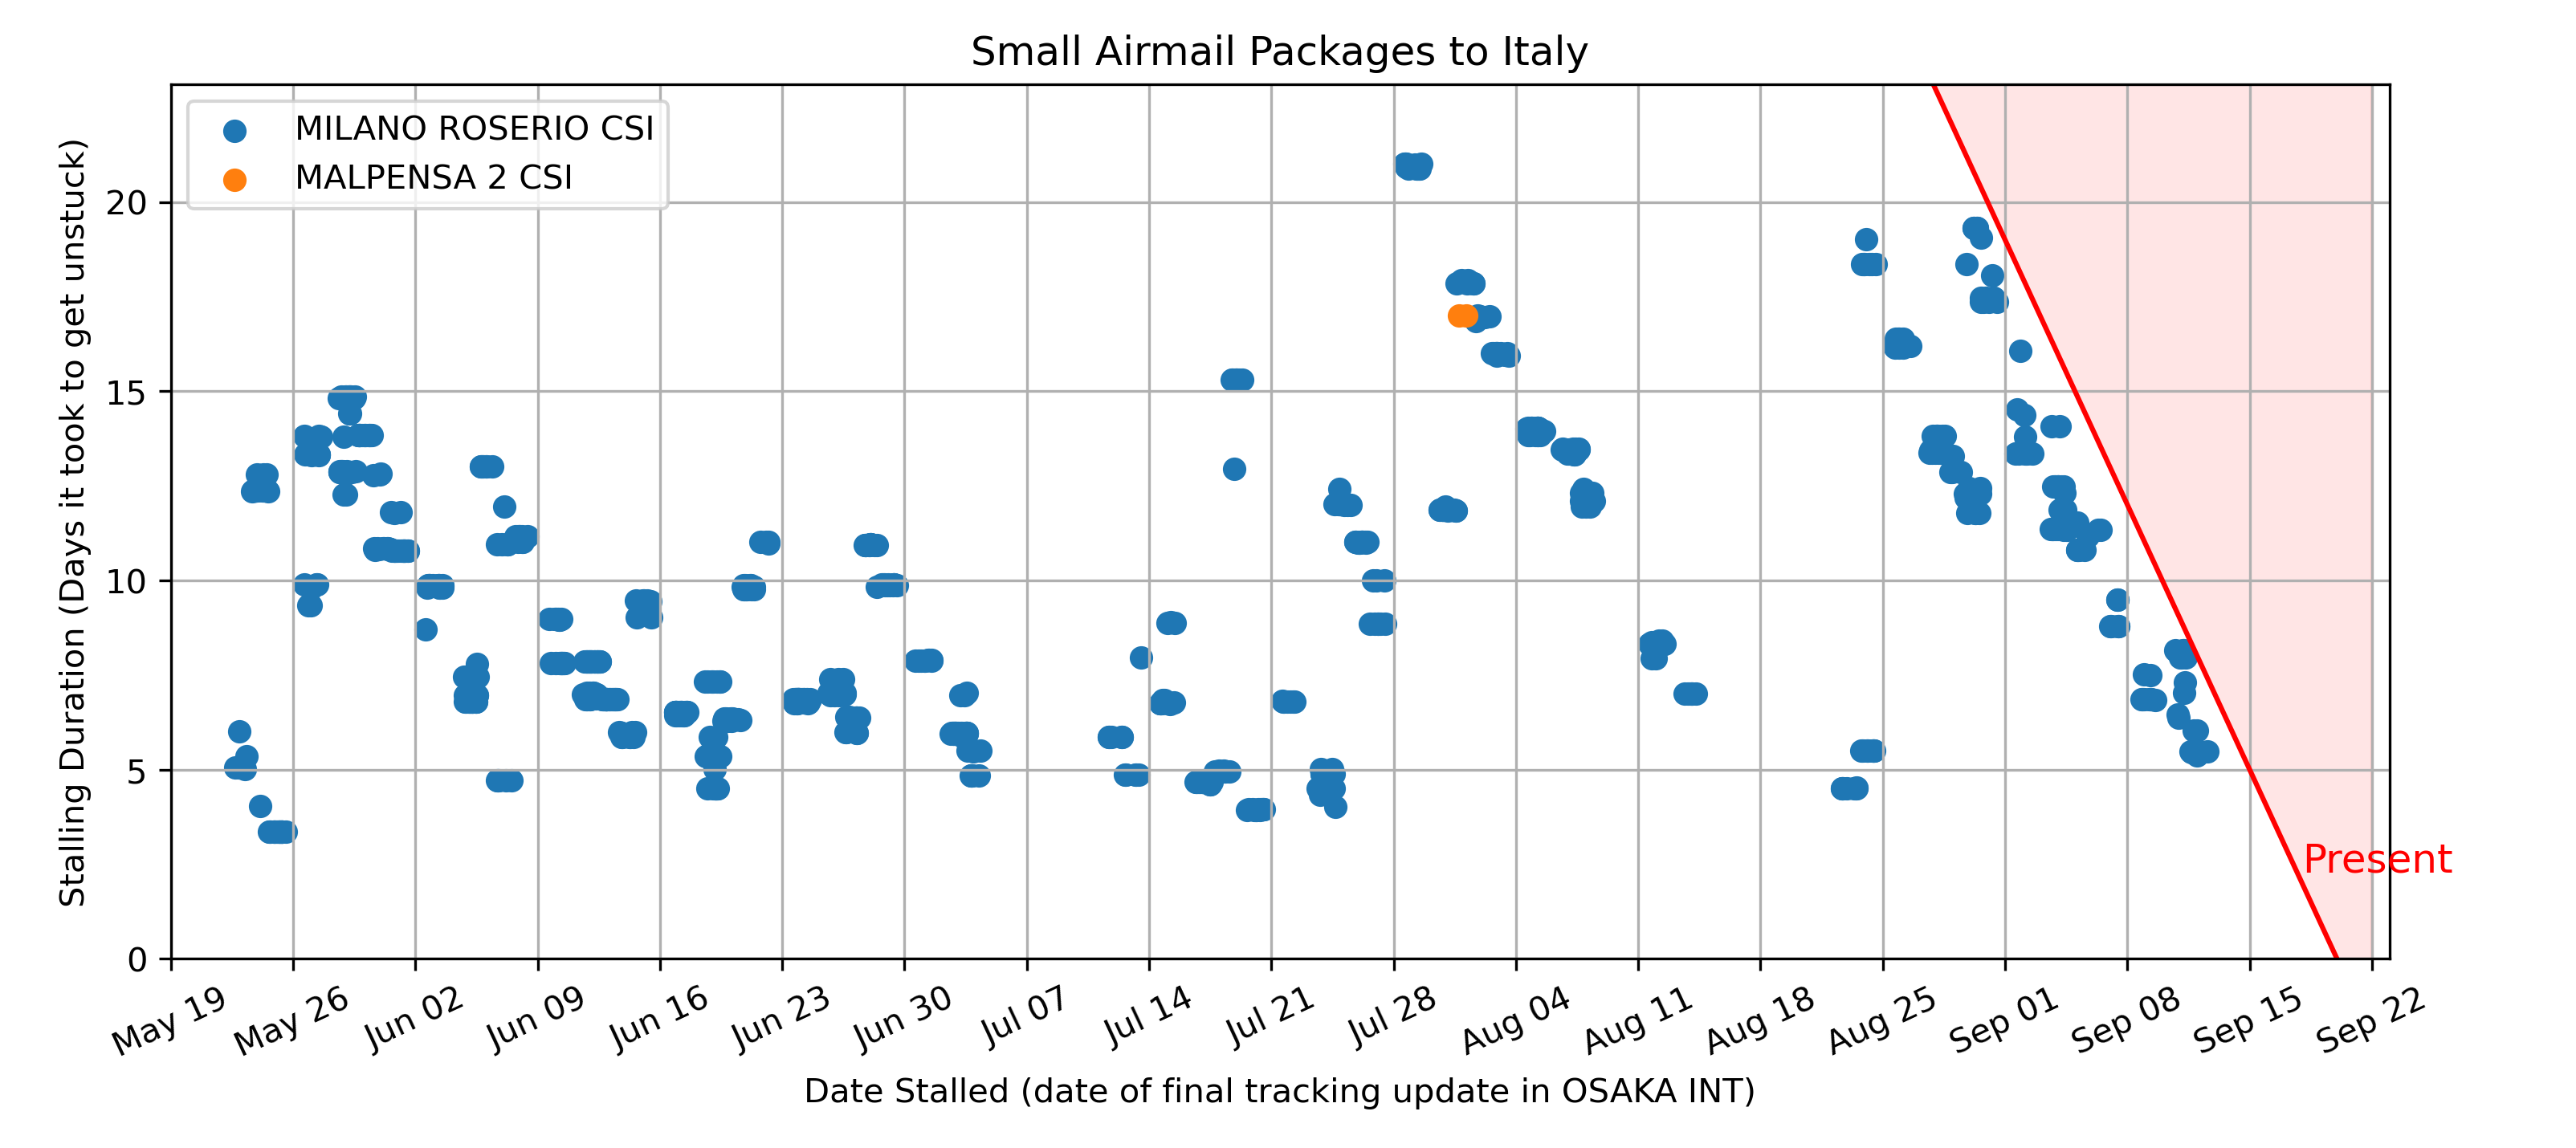 Small Airmail Packages to Italy
MILANO ROSERIO CSI
MALPENSA 2 CSI
Stalling Duration (Days it took to get unstuck)
20
15
10
5
0
Present
May 19
May 26
Jun 02
Jun 09
Jun 16
Jun 23
Jun 30
Jul 07
Jul 14
Jul 21
Jul 28
Aug 04
Aug 11
Aug 18
Aug 25
Sep 01
Sep 08
Sep 15
Sep 22
Date Stalled (date of final tracking update in OSAKA INT)